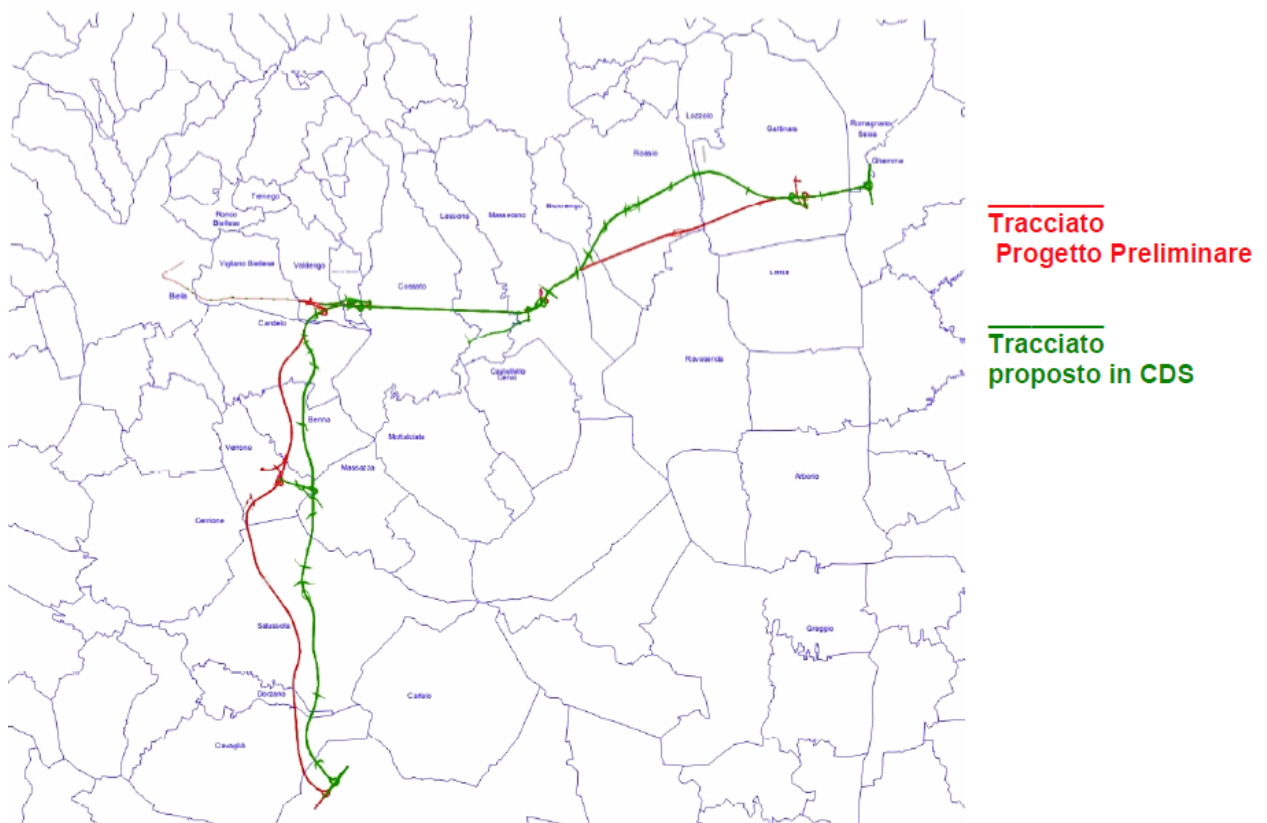 Lozzolo
Gattinara
Romagnano
Sesia
Ghemme
Roasio
Ternego
Ronco
Biellese
Lessona
Masserano
Brusnengo
Vigliano Biellese
Valdengo
Lenta
Biella
Cossato
Candelo
Rovasenda
Castelletto
Cervo
Benna
Mottalciata
Verrone
Massazza
Arborio
Cerrione
Salussola
Greggio
Dorzano
Carisio
Cavaglià
Tracciato
Progetto Preliminare
Tracciato
proposto in CDS